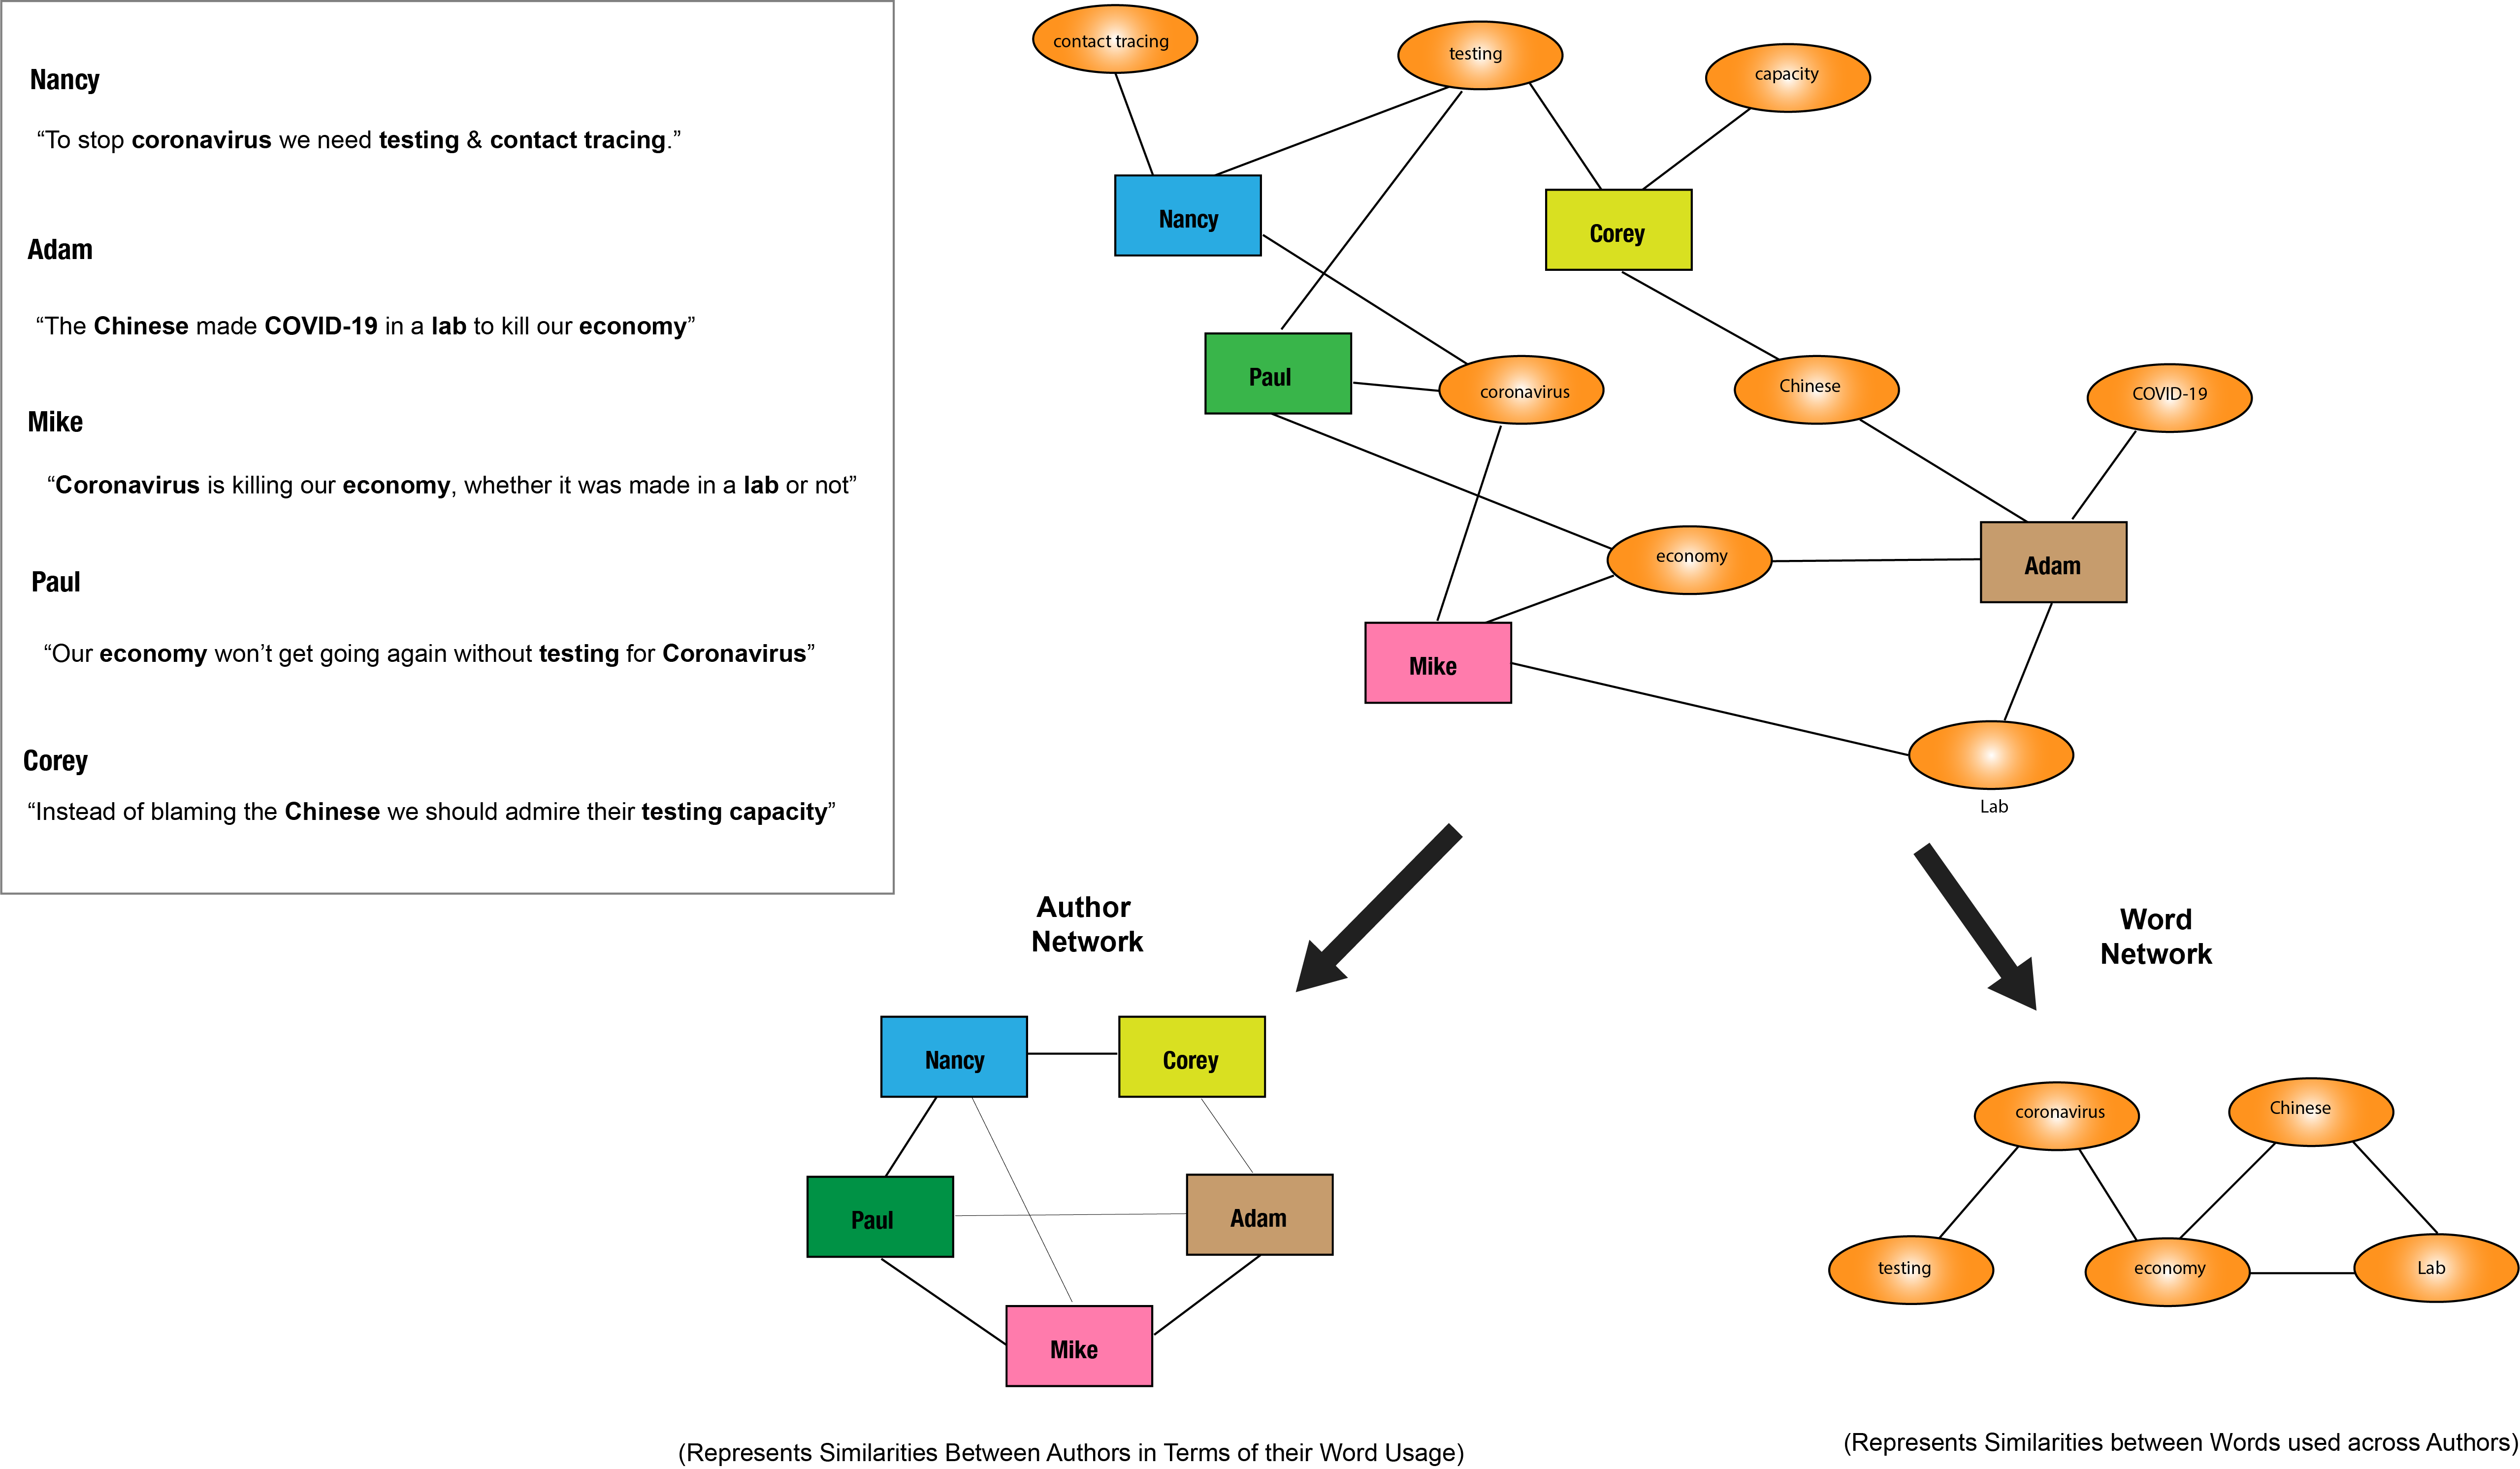 Nancy
“To stop coronavirus we need testing & contact tracing.”
Adam
“The Chinese made COVID-19 in a lab to kill our economy”
Mike
“Coronavirus is killing our economy, whether it was made in a lab or not”
Paul
“Our economy won’t get going again without testing for Coronavirus”
Corey
“Instead of blaming the Chinese we should admire their testing capacity”
contact tracing
testing
capacity
Nancy
Corey
Paul
coronavirus
Chinese
COVID-19
economy
Adam
Mike
Lab
Author
Network
Word
Network
Nancy
Corey
Paul
Adam
Mike
coronavirus
Chinese
testing
economy
Lab
(Represents Similarities Between Authors in Terms of their Word Usage)
(Represents Similarities between Words used across Authors)